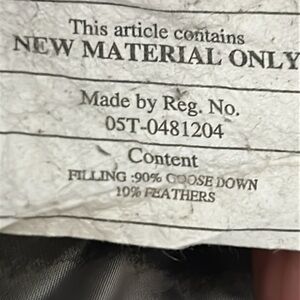 This article contains
NEW MATERIAL ONLY
Made by Reg. No.
05T-0481204
Content
FILLING :90% GOOSE DOWN
10% FEATHERS